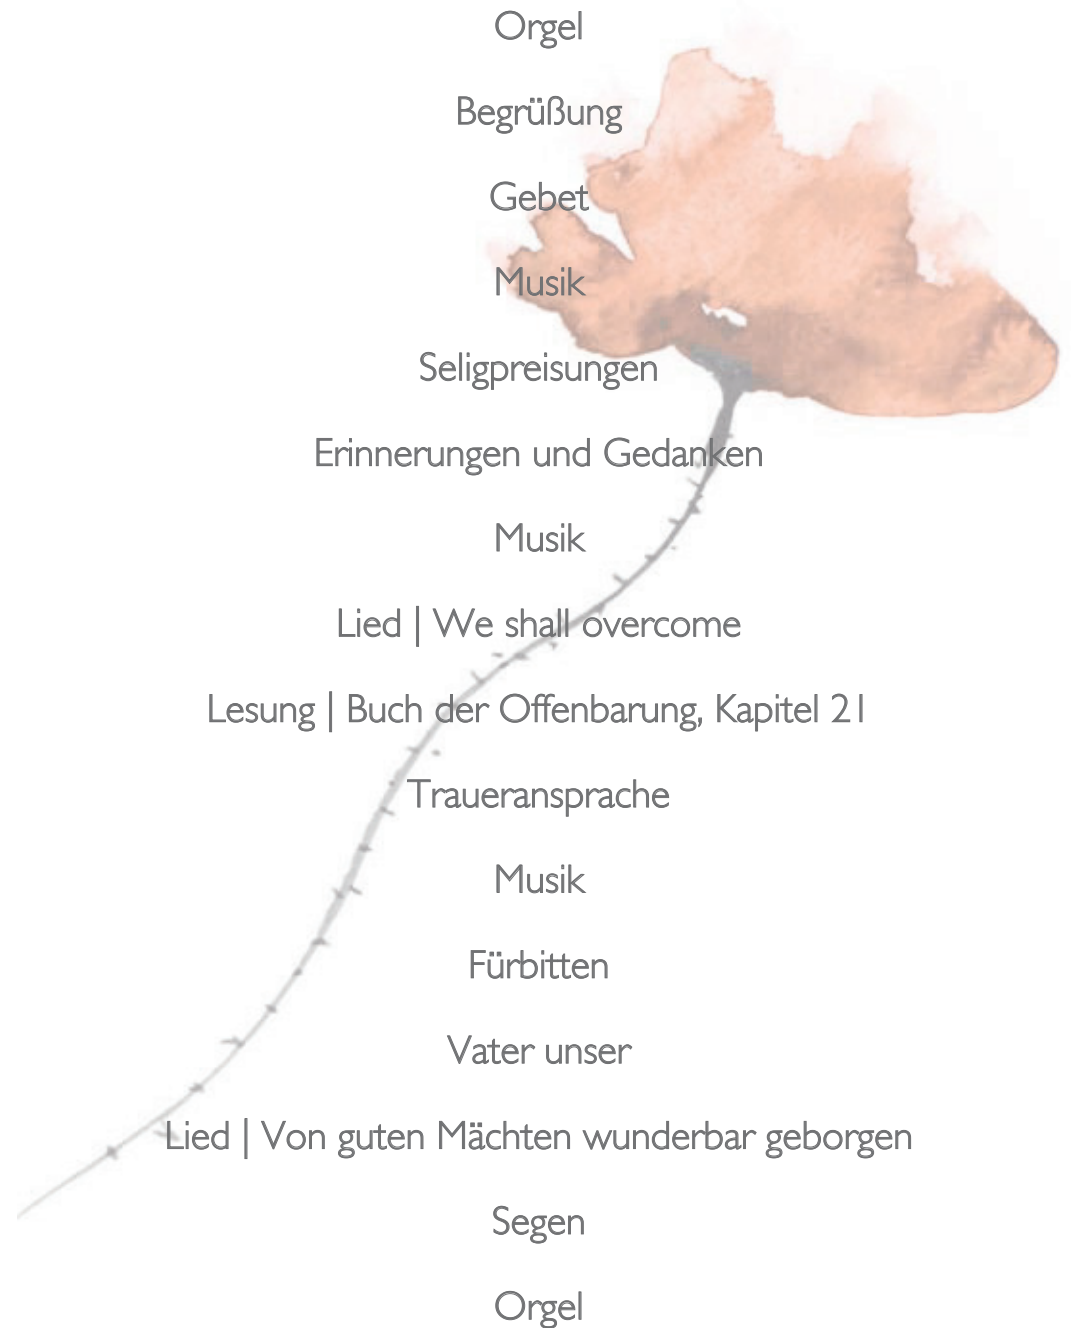 Orgel
Begrüßung
Gebet
Musik
Seligpreisungen
Erinnerungen und Gedanken
Musik
Lied | We shall overcome
Lesung | Buch der Offenbarung, Kapitel 21
Traueransprache
Musik
Fürbitten
Vater unser
Lied | Von guten Mächten wunderbar geborgen
Segen
Orgel